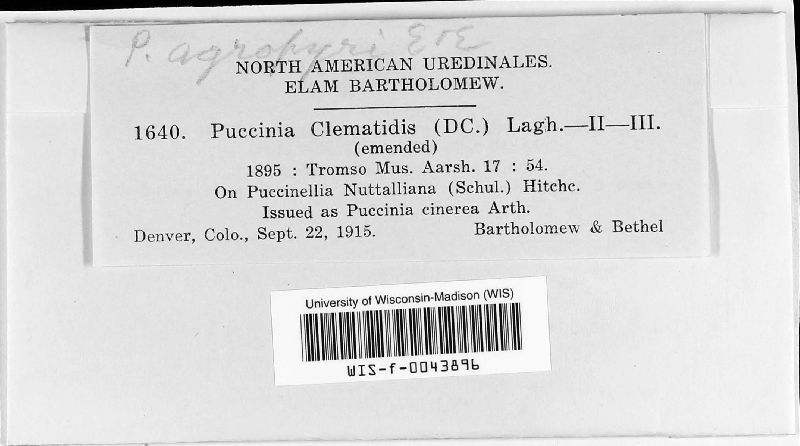 P. agropyri E&E
NORTH AMERICAN UREDINALES.
ELAM BARTHOLOMEW.
1640. Puccinia Clematidis (DC.) Lagh.—II—III.
(emended)
1895 : Tromso Mus. Aarsh. 17 : 54.
On Puccinellia Nuttalliana (Schul.) Hitchc.
Issued as Puccinia cinerea Arth.
Denver, Colo., Sept. 22, 1915. Bartholomew & Bethel
University of Wisconsin-Madison (WIS)
WIS-f-0043896